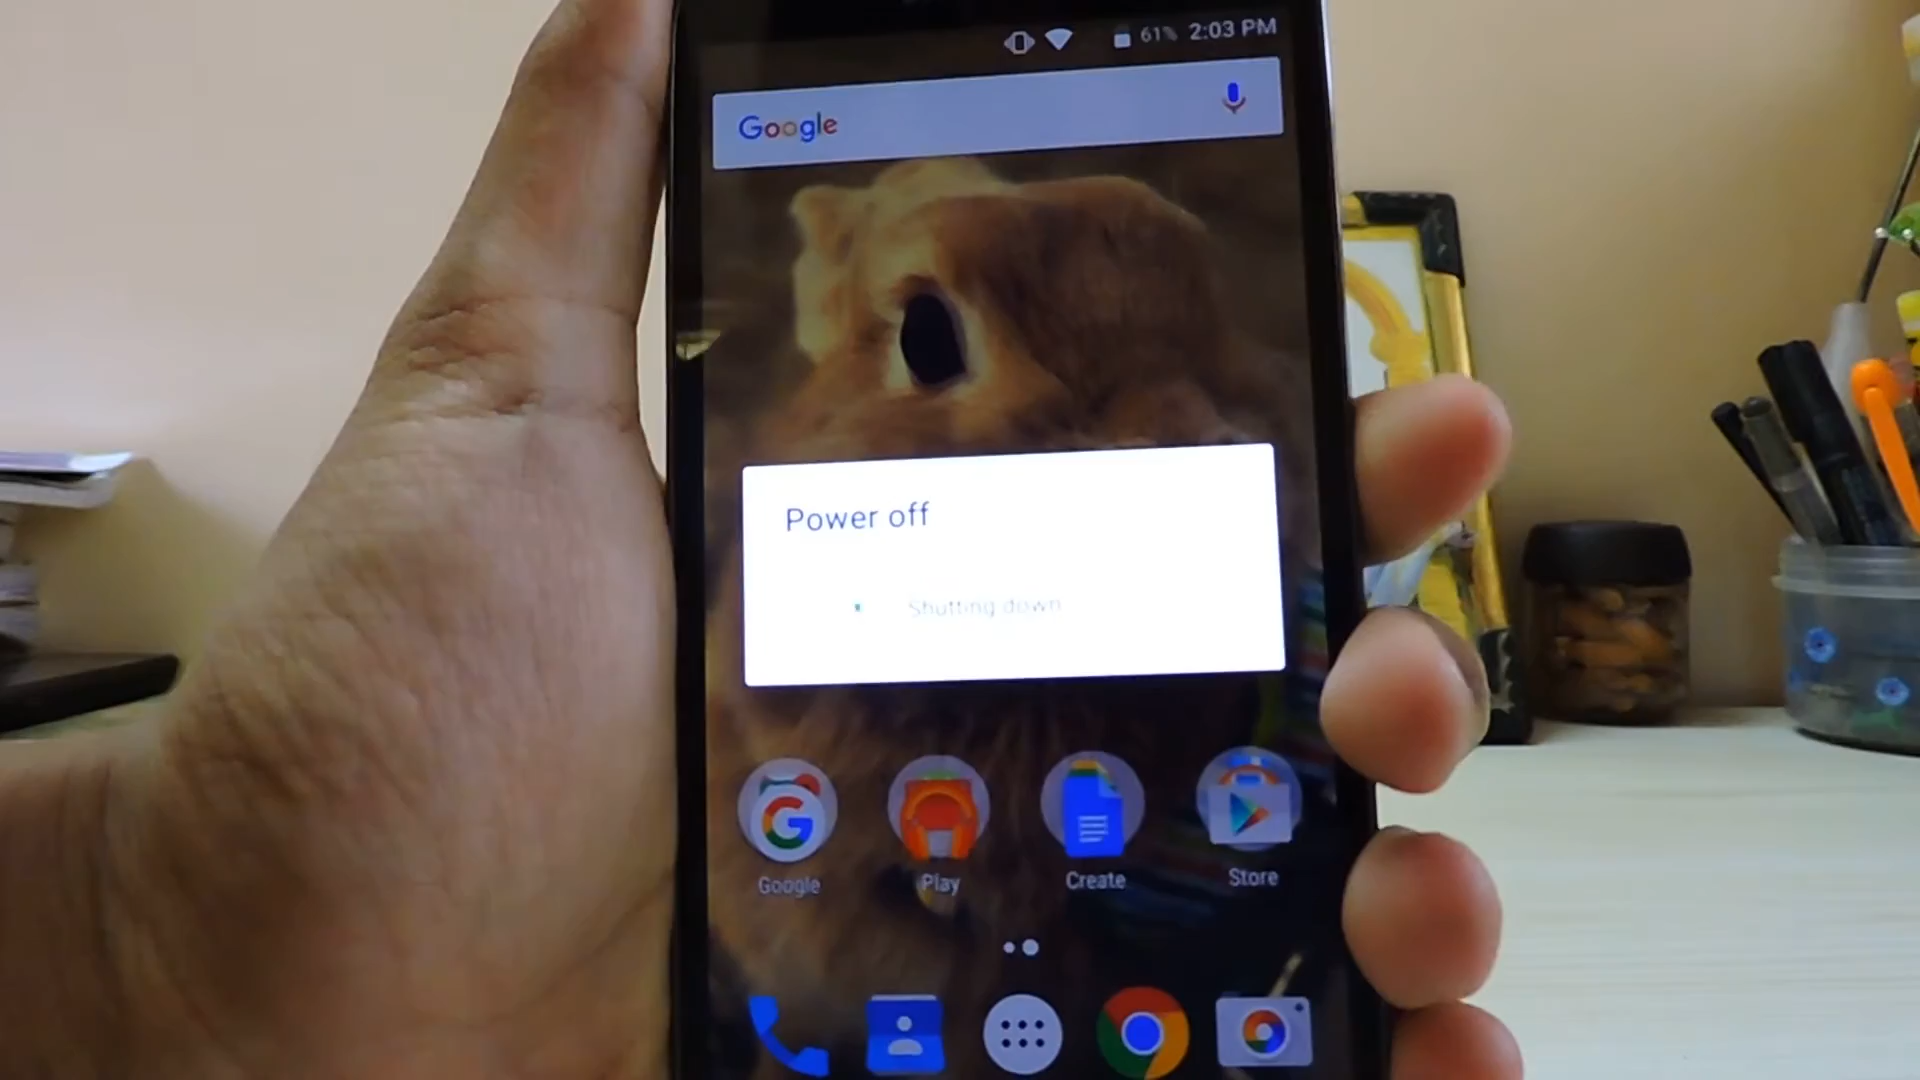 61% 2:03 PM
Google
Power off
Shutting down
Google Play Create Store